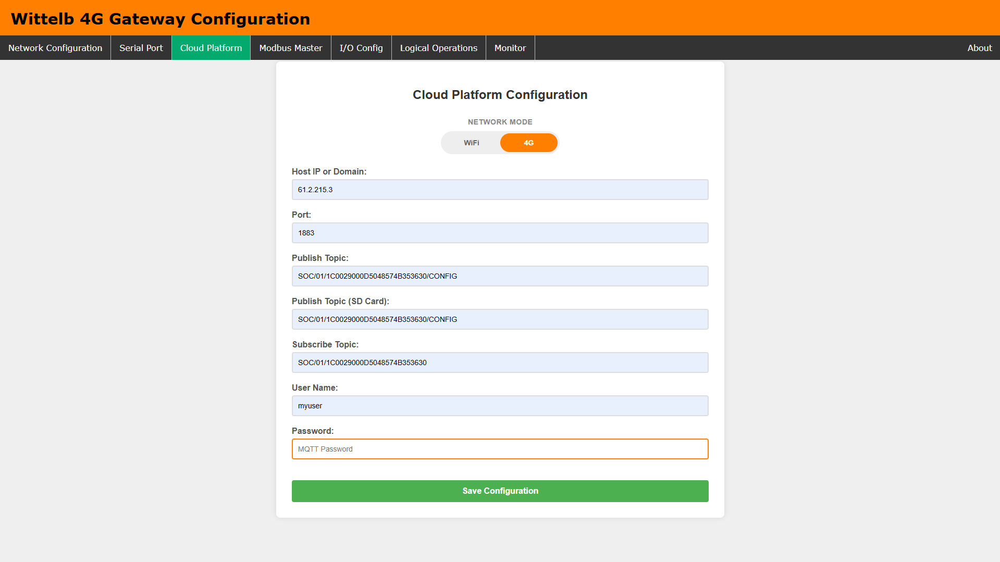 Wittelb 4G Gateway Configuration
Network Configuration Serial Port Cloud Platform Modbus Master I/O Config Logical Operations Monitor About
Cloud Platform Configuration
NETWORK MODE
WiFi 4G
Host IP or Domain:
61.2.215.3
Port:
1883
Publish Topic:
SOC/01/1C0029000D5048574B353630/CONFIG
Publish Topic (SD Card):
SOC/01/1C0029000D5048574B353630/CONFIG
Subscribe Topic:
SOC/01/1C0029000D5048574B353630
User Name:
myuser
Password:
MQTT Password
Save Configuration